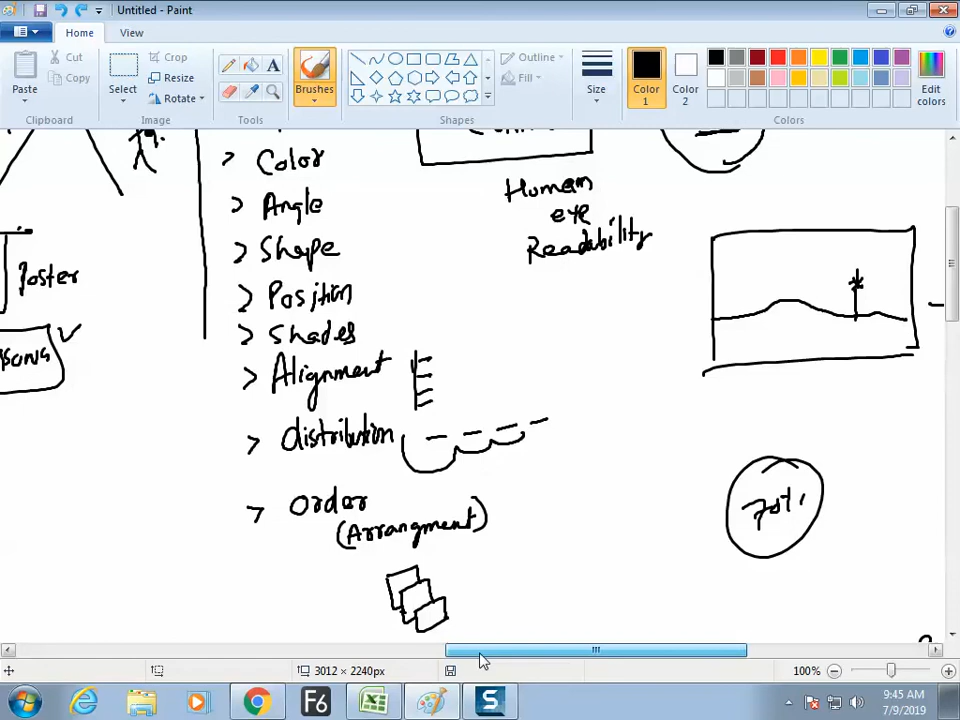 Untitled - Paint
Home
View
Paste
Cut
Copy
Clipboard
Select
Crop
Resize
Rotate
Image
Tools
Brushes
Outline
Fill
Shapes
Size
Color 1
Color 2
Edit colors
Colors
> Color
> Angle
> Shape
> Position
> Shades
> Alignment
> distribution
> Order
(Arrangment)
Human
eye
Readability
Poster
70%
3012 × 2240px
100%
F6
S
9:45 AM
7/9/2019